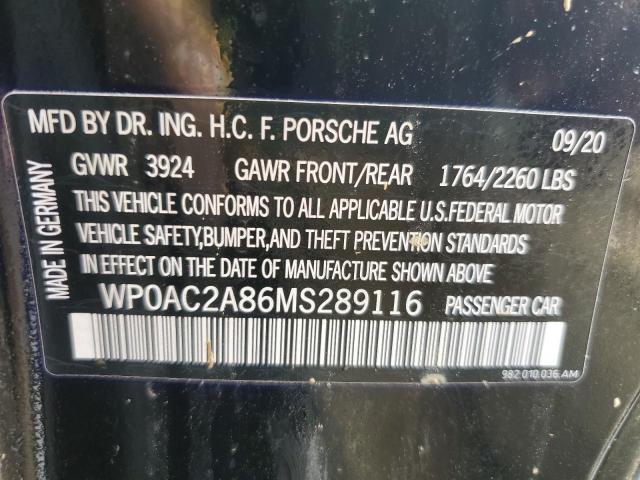 MFD BY DR. ING. H.C. F. PORSCHE AG 09/20
GVWR 3924 GAWR FRONT/REAR 1764/2260 LBS
THIS VEHICLE CONFORMS TO ALL APPLICABLE U.S.FEDERAL MOTOR
VEHICLE SAFETY,BUMPER,AND THEFT PREVENTION STANDARDS
IN EFFECT ON THE DATE OF MANUFACTURE SHOWN ABOVE
WP0AC2A86MS289116 PASSENGER CAR
982.010.036.AM
MADE IN GERMANY